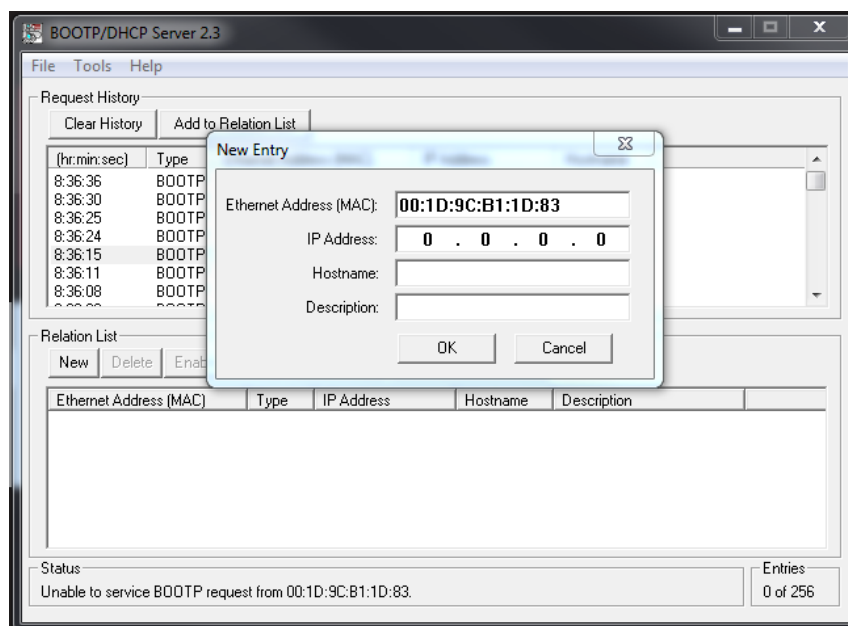 BOOTP/DHCP Server 2.3
File Tools Help
Request History
Clear History Add to Relation List
(hr:min:sec) Type
8:36:36 BOOTP
8:36:30 BOOTP
8:36:25 BOOTP
8:36:24 BOOTP
8:36:15 BOOTP
8:36:11 BOOTP
8:36:08 BOOTP
New Entry
Ethernet Address (MAC): 00:1D:9C:B1:1D:83
IP Address: 0 . 0 . 0 . 0
Hostname:
Description:
OK Cancel
Relation List
New Delete Enab
Ethernet Address (MAC) Type IP Address Hostname Description
Status
Unable to service BOOTP request from 00:1D:9C:B1:1D:83.
Entries
0 of 256